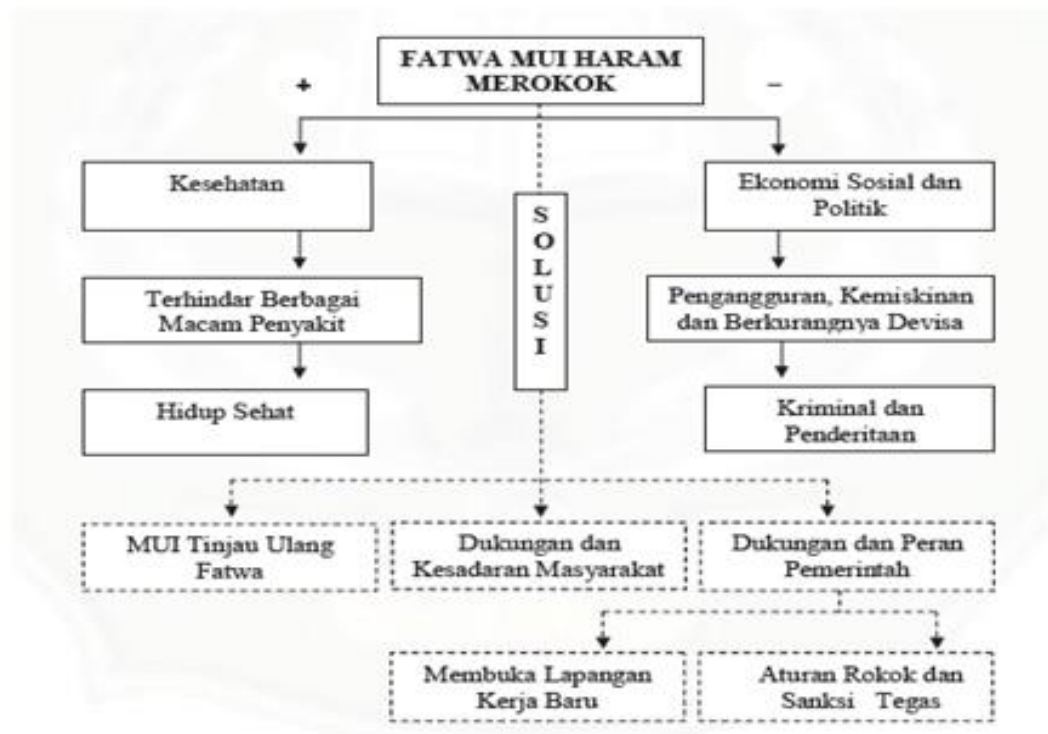 FATWA MUI HARAM
MEROKOK
+
–
Kesehatan
Ekonomi Sosial dan
Politik
S
O
L
U
S
I
Terhindar Berbagai
Macam Penyakit
Pengangguran, Kemiskinan
dan Berkurangnya Devisa
Hidup Sehat
Kriminal dan
Penderitaan
MUI Tinjau Ulang
Fatwa
Dukungan dan
Kesadaran Masyarakat
Dukungan dan Peran
Pemerintah
Membuka Lapangan
Kerja Baru
Aturan Rokok dan
Sanksi Tegas